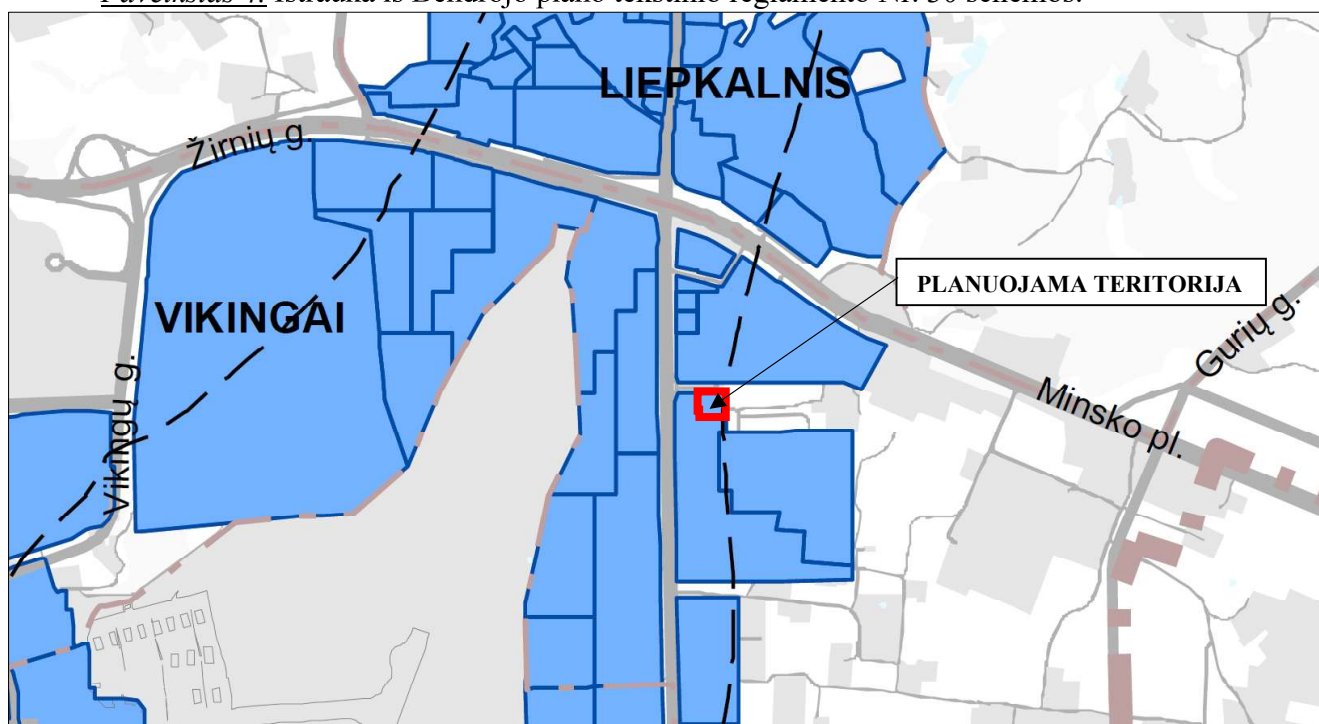 Paveikslas 4. Ištrauka iš Bendrojo plano tekstinio reglamento Nr. 30 schemos.
LIEPKALNIS
Žirnių g.
PLANUOJAMA TERITORIJA
VIKINGAI
Gurių g.
Vikingų g.
Minsko pl.